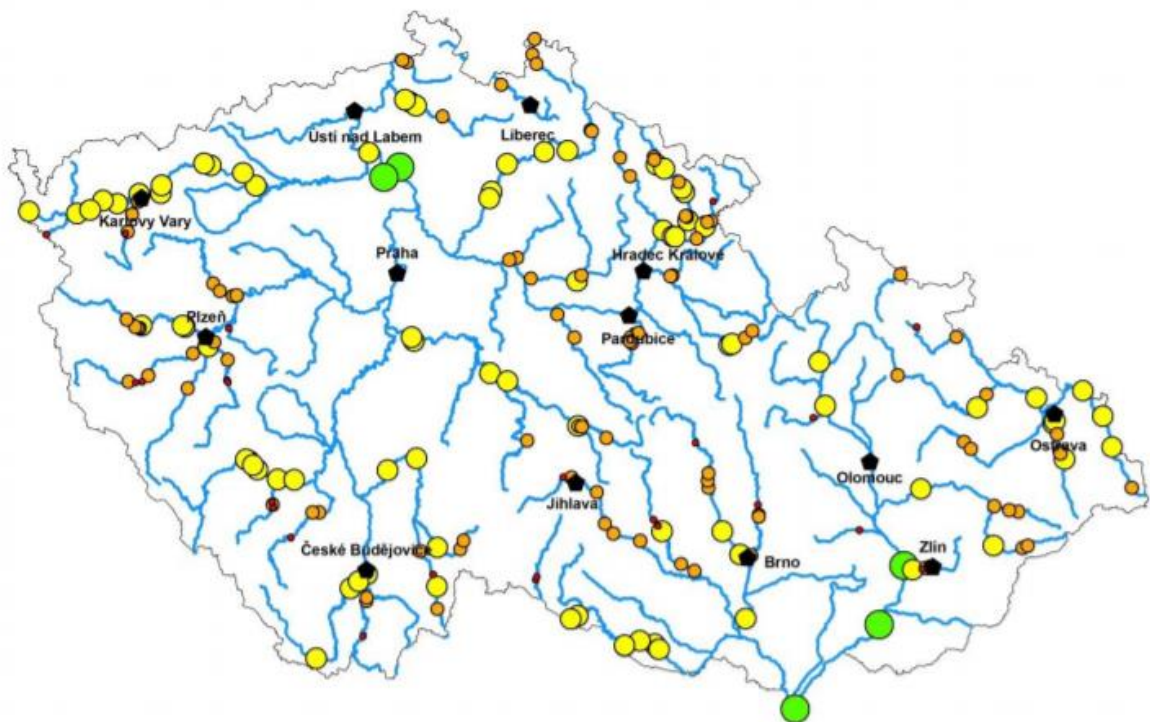 Ústí nad Labem
Liberec
Karlovy Vary
Praha
Hradec Králové
Plzeň
Pardubice
Ostrava
Olomouc
Jihlava
České Budějovice
Brno
Zlín